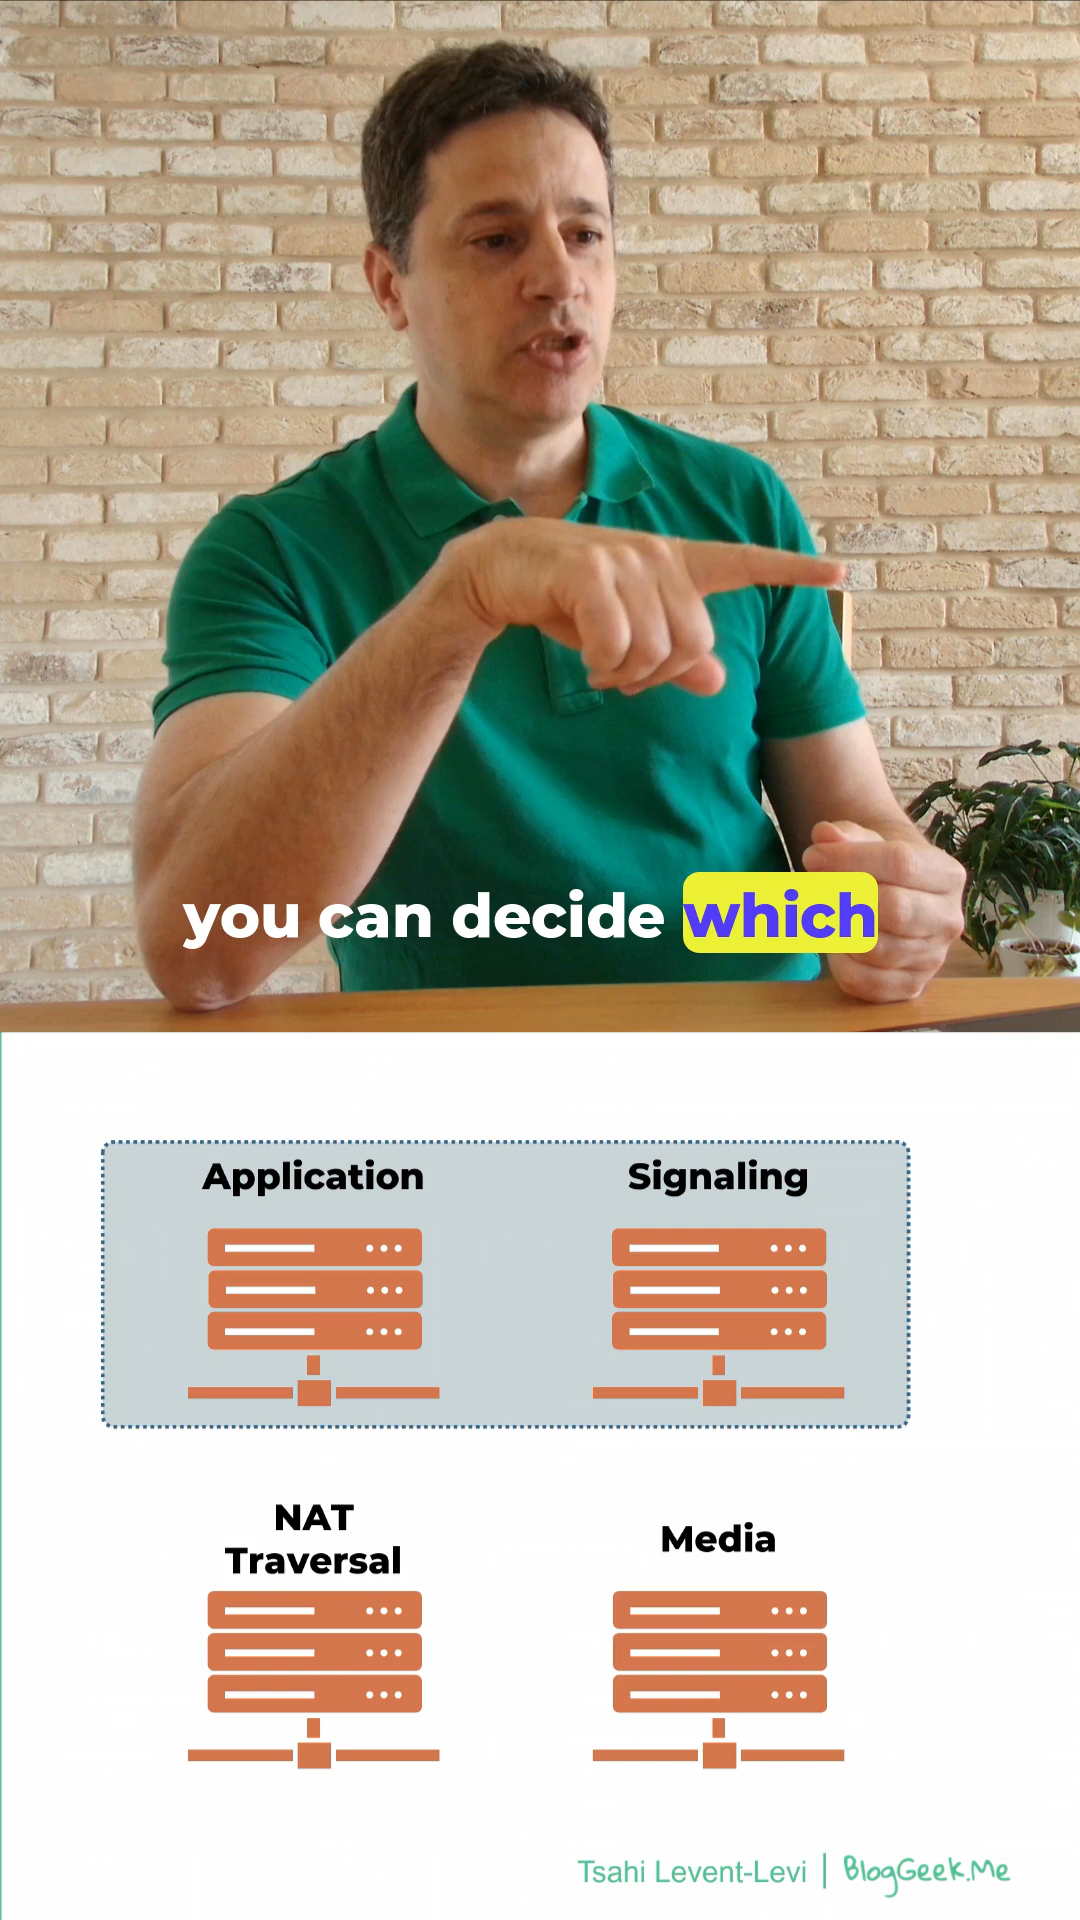 you can decide which
Application
Signaling
NAT
Traversal
Media
Tsahi Levent-Levi | BlogGeek.Me